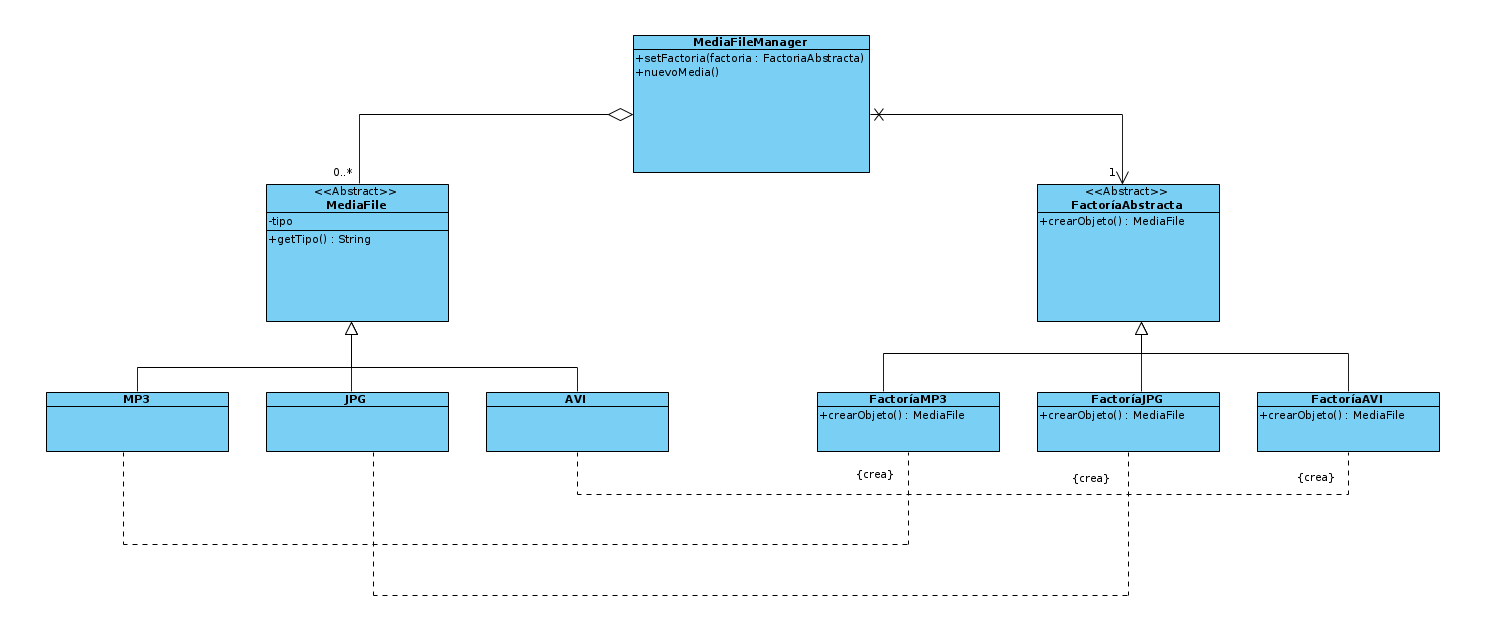 MediaFileManager
+setFactoria(factoria : FactoriaAbstracta)
+nuevoMedia()
0..*
1
<<Abstract>>
MediaFile
-tipo
+getTipo() : String
<<Abstract>>
FactoríaAbstracta
+crearObjeto() : MediaFile
MP3
JPG
AVI
FactoríaMP3
+crearObjeto() : MediaFile
FactoríaJPG
+crearObjeto() : MediaFile
FactoríaAVI
+crearObjeto() : MediaFile
{crea}
{crea}
{crea}